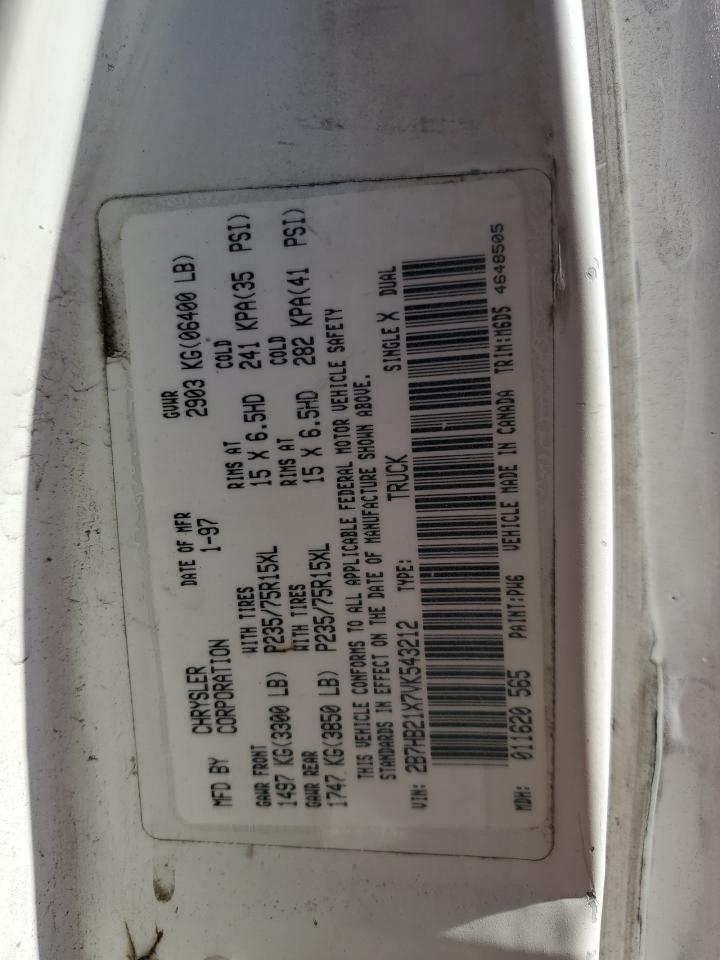 MFD BY CHRYSLER CORPORATION DATE OF MFR 1-97 GVWR 2903 KG(06400 LB)
GAWR FRONT WITH TIRES RIMS AT COLD
1497 KG(3300 LB) P235/75R15XL 15 X 6.5HD 241 KPA(35 PSI)
GAWR REAR WITH TIRES RIMS AT COLD
1747 KG(3850 LB) P235/75R15XL 15 X 6.5HD 282 KPA(41 PSI)
THIS VEHICLE CONFORMS TO ALL APPLICABLE FEDERAL MOTOR VEHICLE SAFETY
STANDARDS IN EFFECT ON THE DATE OF MANUFACTURE SHOWN ABOVE.
VIN: 2B7HB21X7VK543212 TYPE: TRUCK SINGLE X DUAL
MDH: 011620 565 PAINT:PW6 VEHICLE MADE IN CANADA TRIM:M6D5 4648505